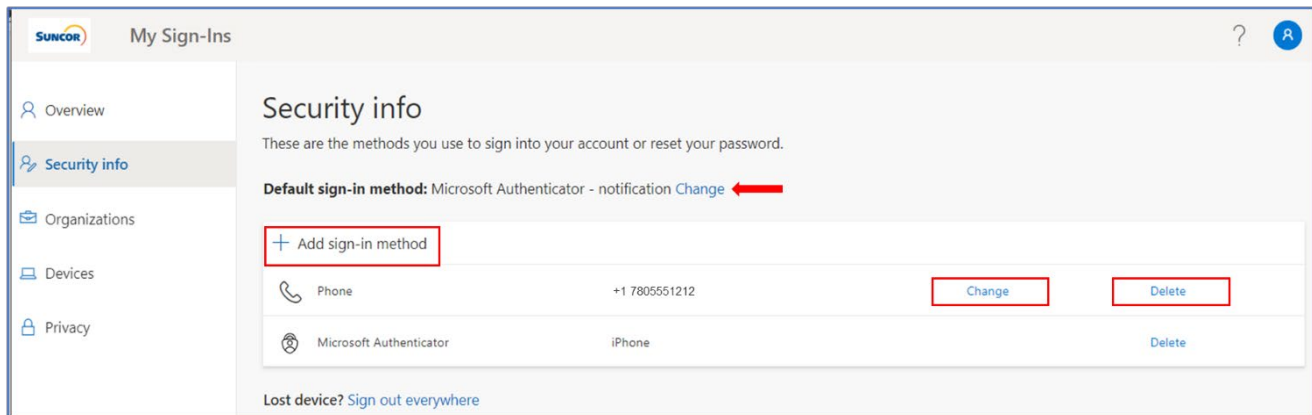 SUNCOR My Sign-Ins ? A
Overview
Security info
Organizations
Devices
Privacy
Security info
These are the methods you use to sign into your account or reset your password.
Default sign-in method: Microsoft Authenticator - notification Change
+ Add sign-in method
Phone +1 7805551212 Change Delete
Microsoft Authenticator iPhone Delete
Lost device? Sign out everywhere